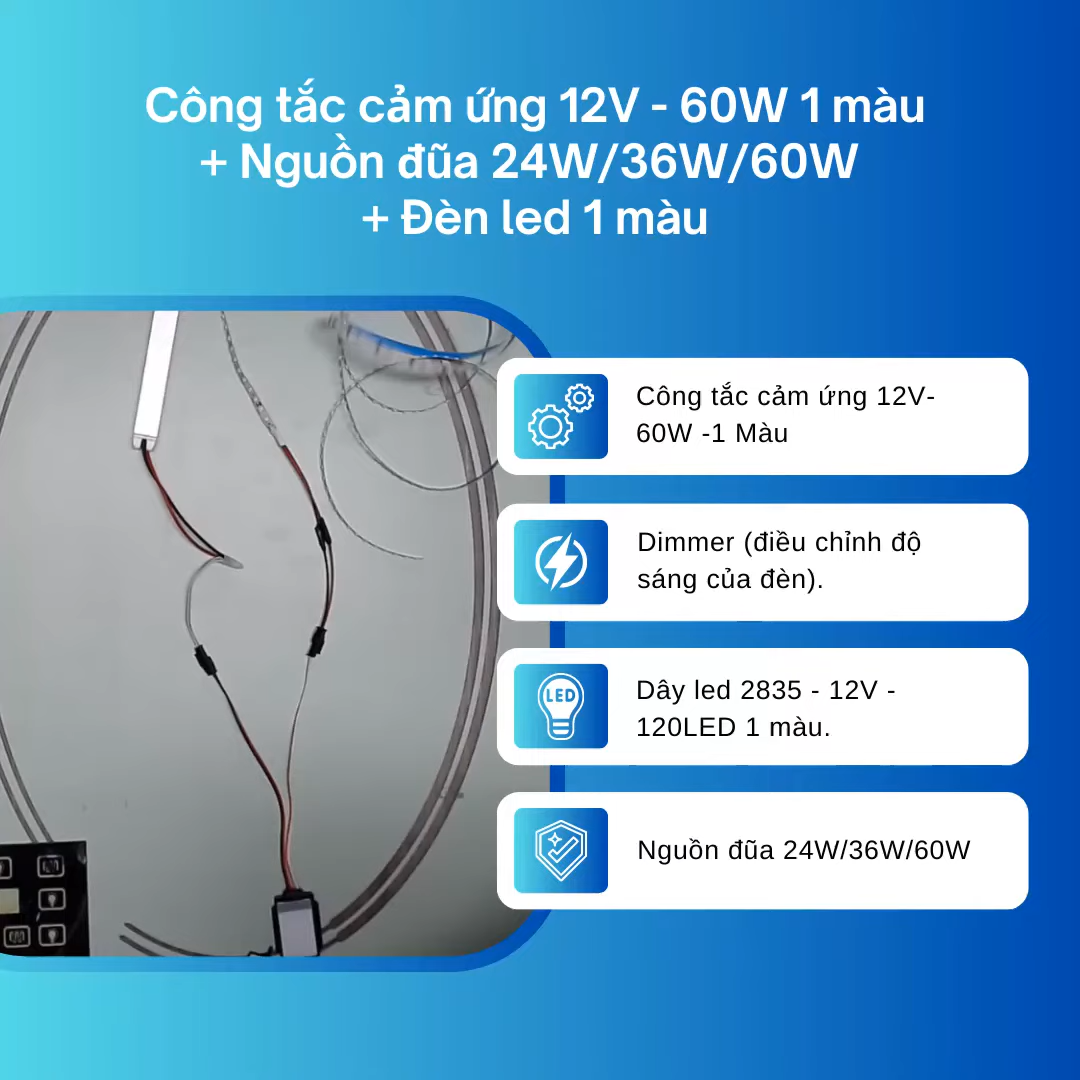 Công tắc cảm ứng 12V - 60W 1 màu
+ Nguồn đũa 24W/36W/60W
+ Đèn led 1 màu
Công tắc cảm ứng 12V-
60W -1 Màu
Dimmer (điều chỉnh độ
sáng của đèn).
LED
Dây led 2835 - 12V -
120LED 1 màu.
Nguồn đũa 24W/36W/60W